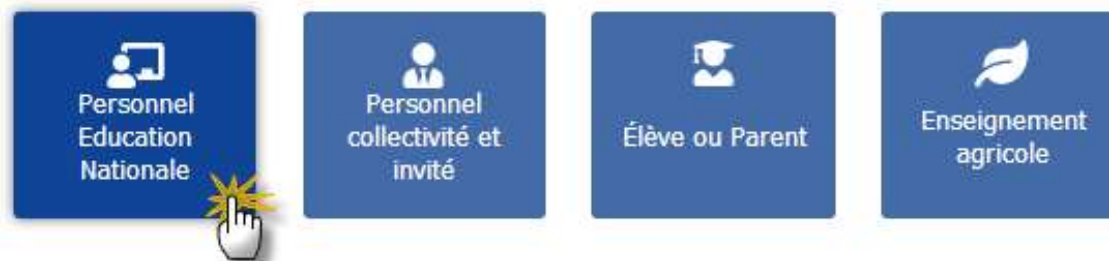 Personnel
Education
Nationale
Personnel
collectivité et
invité
Élève ou Parent
Enseignement
agricole